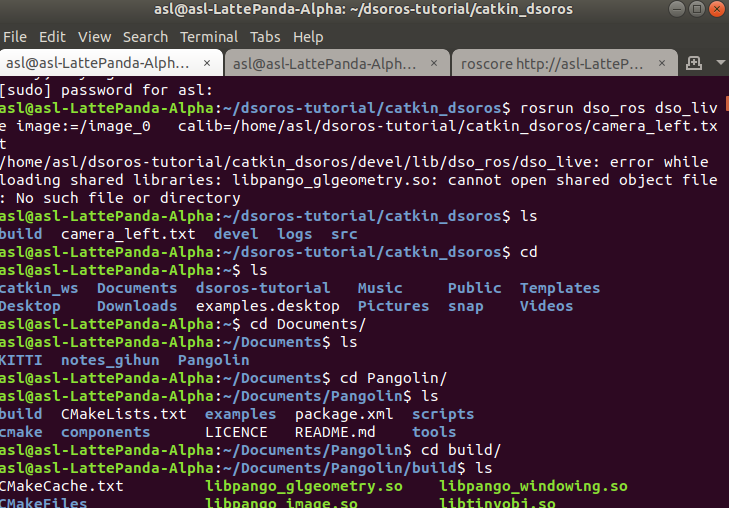 asl@asl-LattePanda-Alpha: ~/dsoros-tutorial/catkin_dsoros
File Edit View Search Terminal Tabs Help
asl@asl-LattePanda-Alph... × asl@asl-LattePanda-Alph... × roscore http://asl-LatteP... ×
[sudo] password for asl:
asl@asl-LattePanda-Alpha:~/dsoros-tutorial/catkin_dsoros$ rosrun dso_ros dso_liv
e image:=/image_0   calib=/home/asl/dsoros-tutorial/catkin_dsoros/camera_left.tx
t
/home/asl/dsoros-tutorial/catkin_dsoros/devel/lib/dso_ros/dso_live: error while
loading shared libraries: libpango_glgeometry.so: cannot open shared object file
: No such file or directory
asl@asl-LattePanda-Alpha:~/dsoros-tutorial/catkin_dsoros$ ls
build  camera_left.txt  devel  logs  src
asl@asl-LattePanda-Alpha:~/dsoros-tutorial/catkin_dsoros$ cd
asl@asl-LattePanda-Alpha:~$ ls
catkin_ws  Documents  dsoros-tutorial   Music     Public  Templates
Desktop    Downloads  examples.desktop  Pictures  snap    Videos
asl@asl-LattePanda-Alpha:~$ cd Documents/
asl@asl-LattePanda-Alpha:~/Documents$ ls
KITTI  notes_gihun  Pangolin
asl@asl-LattePanda-Alpha:~/Documents$ cd Pangolin/
asl@asl-LattePanda-Alpha:~/Documents/Pangolin$ ls
build  CMakeLists.txt  examples  package.xml  scripts
cmake  components      LICENCE   README.md    tools
asl@asl-LattePanda-Alpha:~/Documents/Pangolin$ cd build/
asl@asl-LattePanda-Alpha:~/Documents/Pangolin/build$ ls
CMakeCache.txt         libpango_glgeometry.so    libpango_windowing.so
CMakeFiles             libpango_image.so         libtinyobj.so